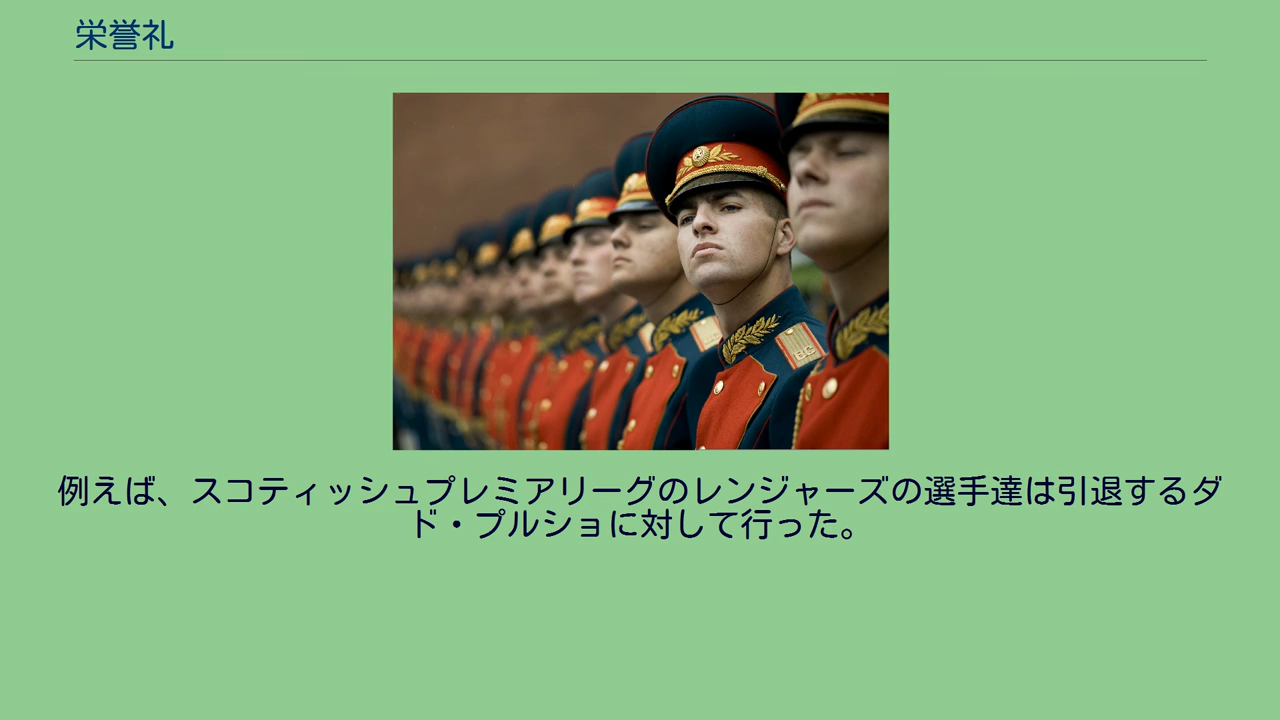 栄誉礼
例えば、スコティッシュプレミアリーグのレンジャーズの選手達は引退するダ
ド・プルショに対して行った。
ВС